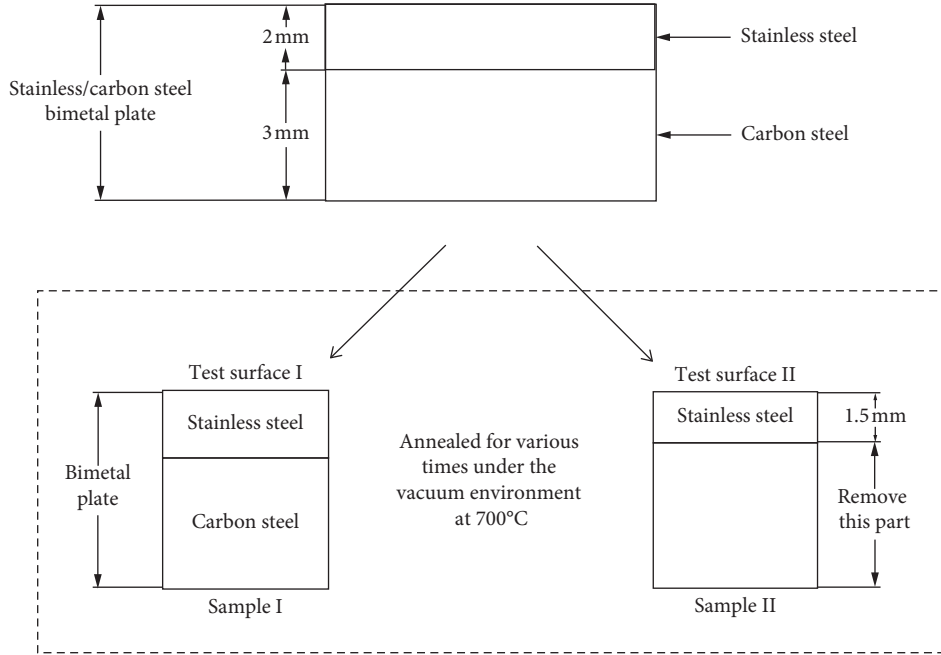 2 mm
Stainless steel
Stainless/carbon steel
bimetal plate
3 mm
Carbon steel
Test surface I
Stainless steel
Bimetal
plate
Carbon steel
Sample I
Annealed for various
times under the
vacuum environment
at 700°C
Test surface II
Stainless steel
1.5 mm
Remove
this part
Sample II